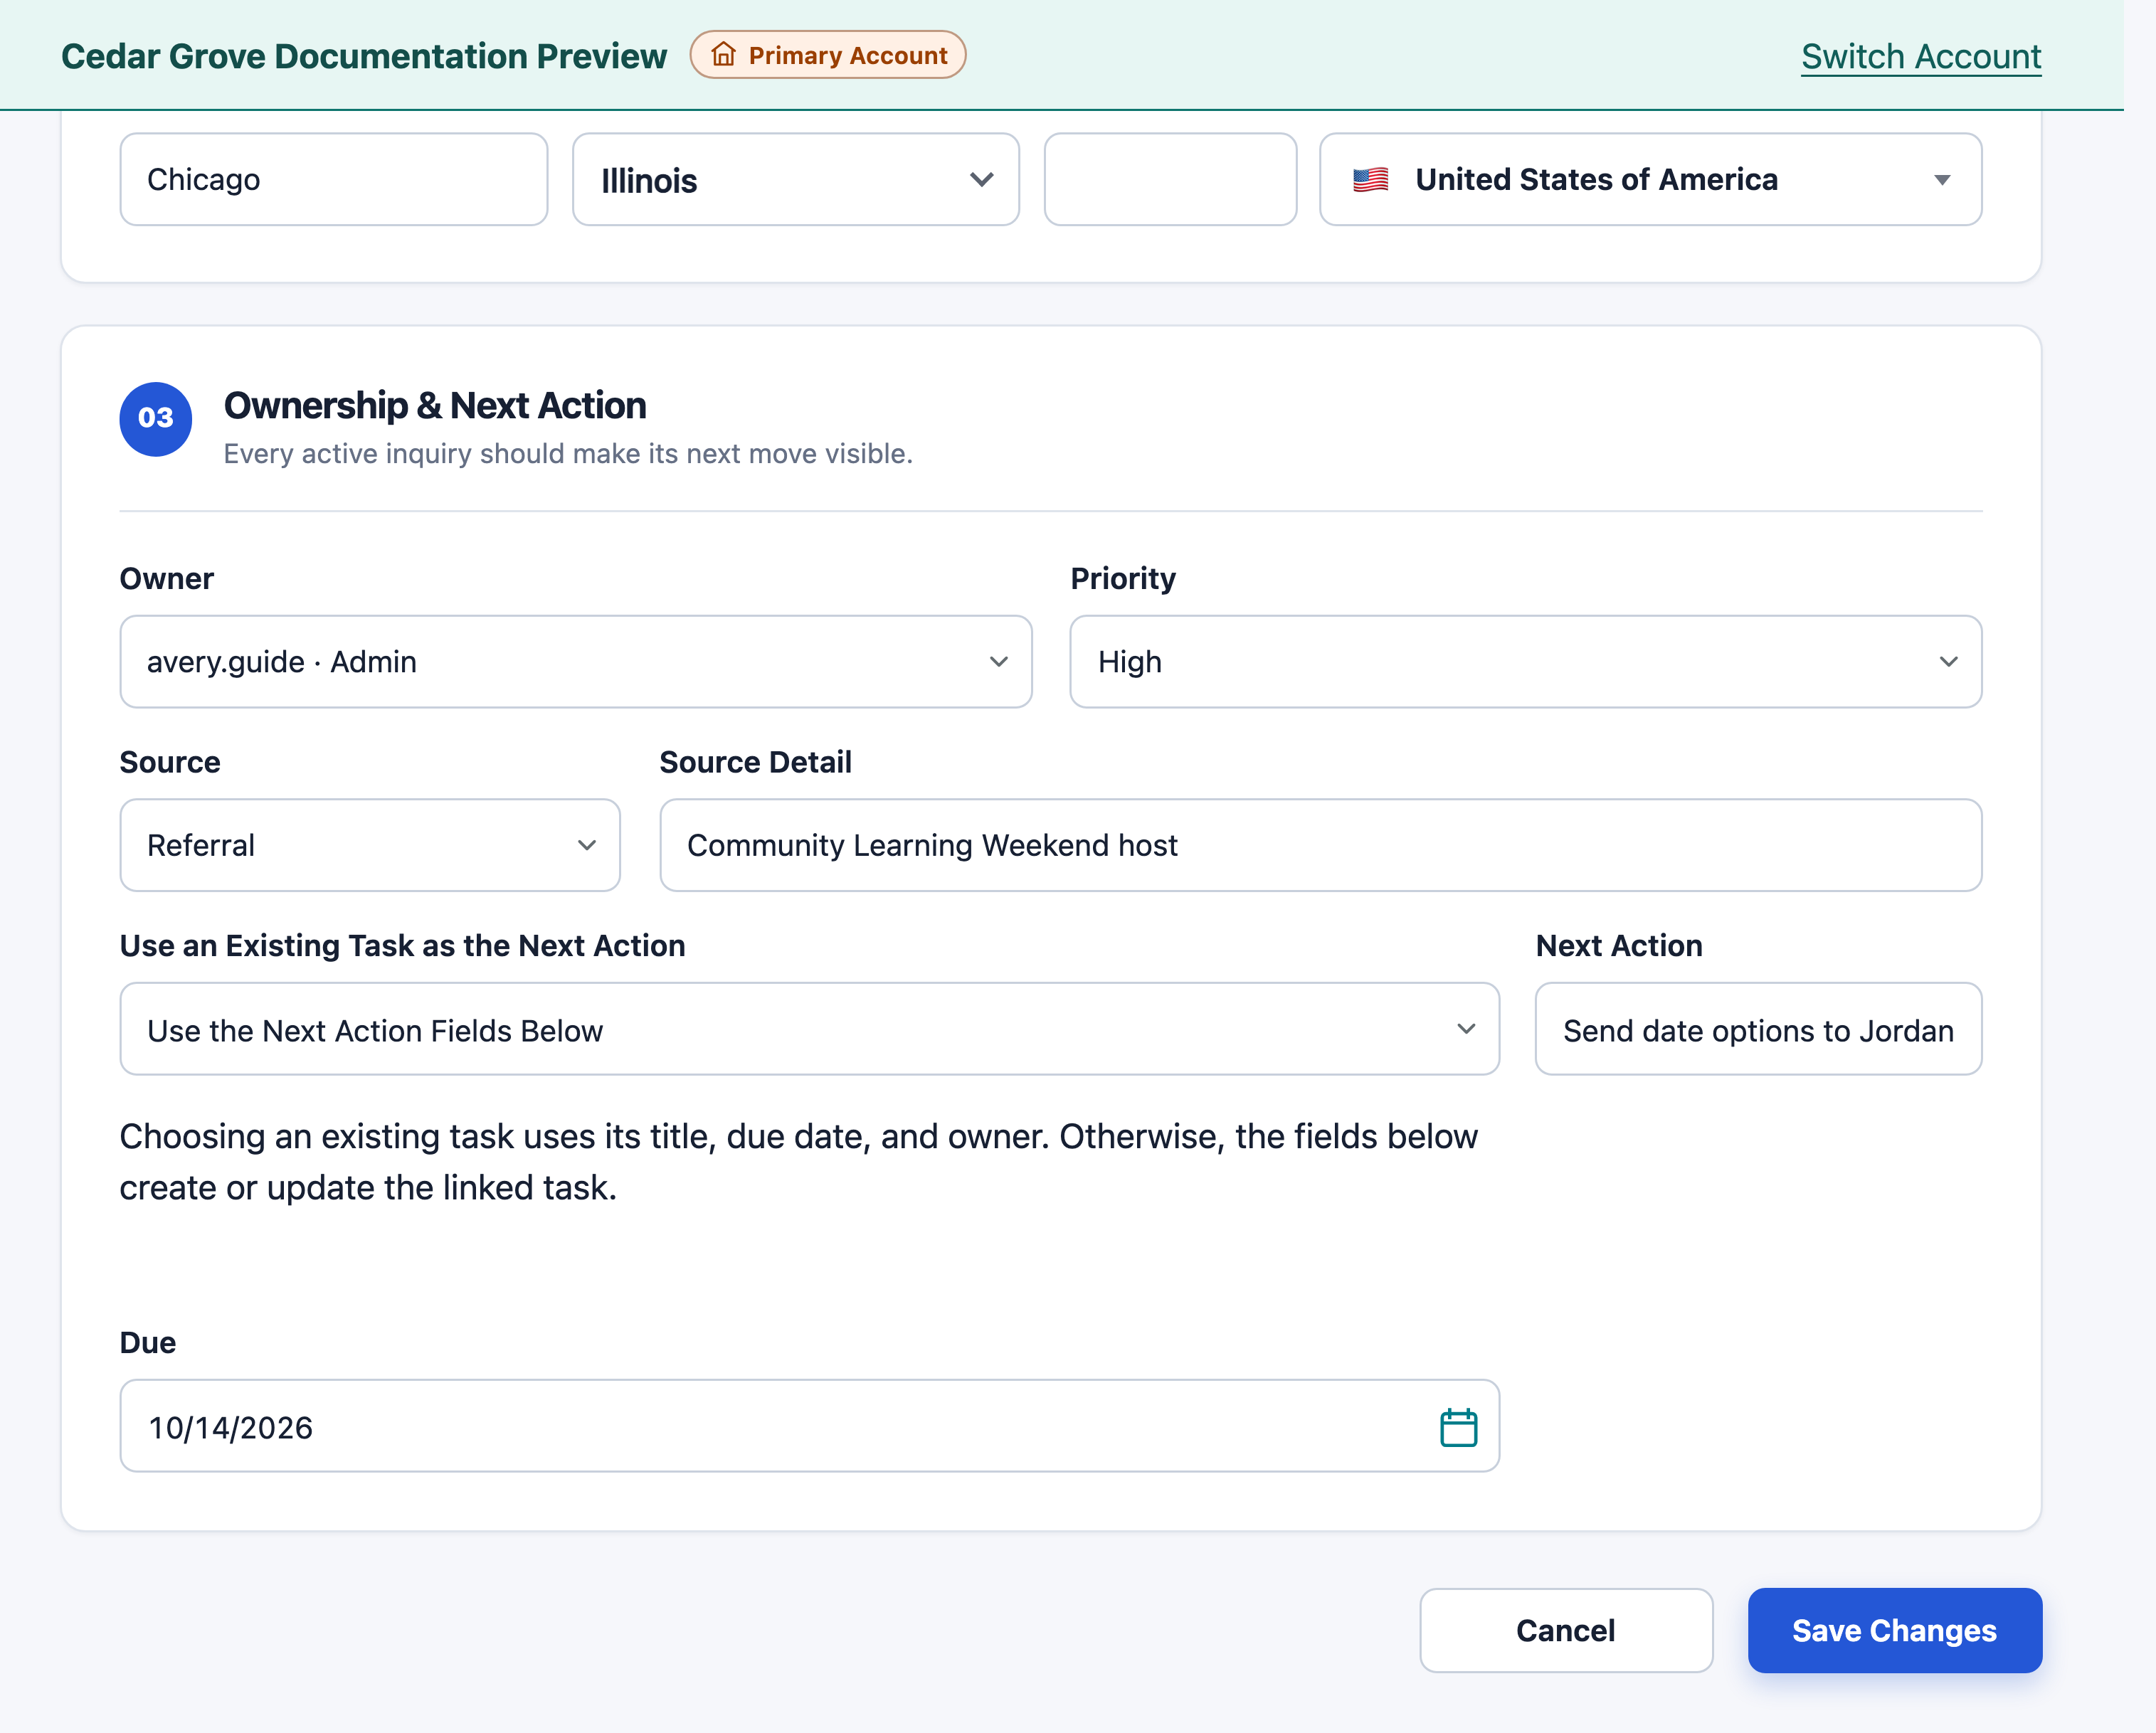 Cedar Grove Documentation Preview
Primary Account
Switch Account
Chicago
Illinois
United States of America
03
Ownership & Next Action
Every active inquiry should make its next move visible.
Owner
Priority
avery.guide · Admin
High
Source
Source Detail
Referral
Community Learning Weekend host
Use an Existing Task as the Next Action
Next Action
Use the Next Action Fields Below
Send date options to Jordan
Choosing an existing task uses its title, due date, and owner. Otherwise, the fields below
create or update the linked task.
Due
10/14/2026
Cancel
Save Changes